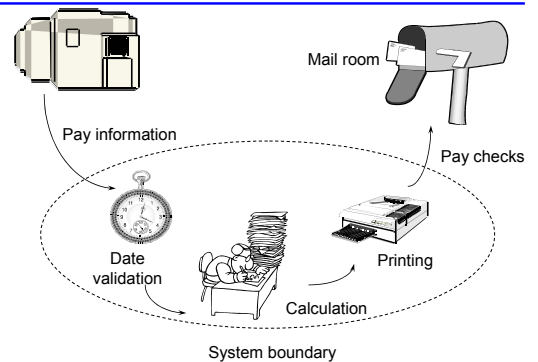 Mail room
Pay information
Pay checks
Date
validation
Printing
Calculation
System boundary